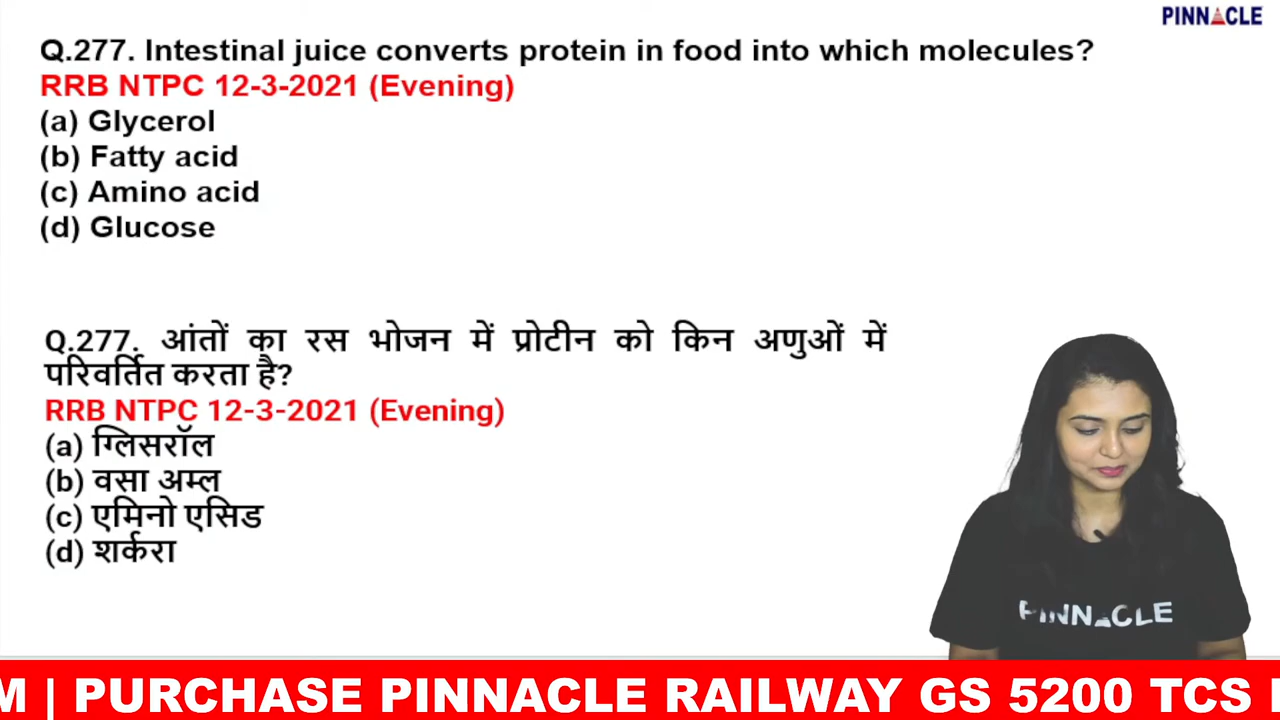 PINNACLE
Q.277. Intestinal juice converts protein in food into which molecules?
RRB NTPC 12-3-2021 (Evening)
(a) Glycerol
(b) Fatty acid
(c) Amino acid
(d) Glucose
Q.277. आंतों का रस भोजन में प्रोटीन को किन अणुओं में
परिवर्तित करता है?
RRB NTPC 12-3-2021 (Evening)
(a) ग्लिसरॉल
(b) वसा अम्ल
(c) एमिनो एसिड
(d) शर्करा
PINNACLE
M | PURCHASE PINNACLE RAILWAY GS 5200 TCS